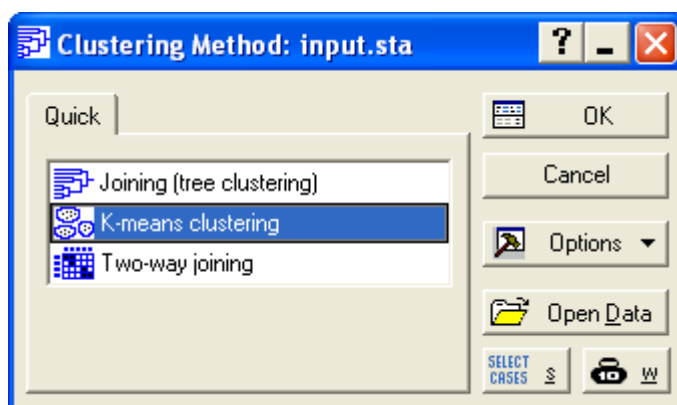 Clustering Method: input.sta
?
Quick
OK
Joining (tree clustering)
Cancel
K-means clustering
Two-way joining
Options
Open Data
SELECT CASES S
10 W